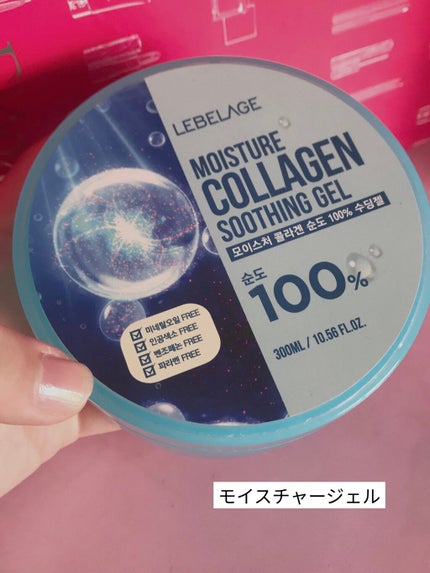 LEBELAGE
MOISTURE
COLLAGEN
SOOTHING GEL
모이스처 콜라겐 순도 100% 수딩젤
순도
100%
300ML / 10.56 FL.OZ.
미네랄오일 FREE
인공색소 FREE
벤조페논 FREE
파라벤 FREE
モイスチャージェル